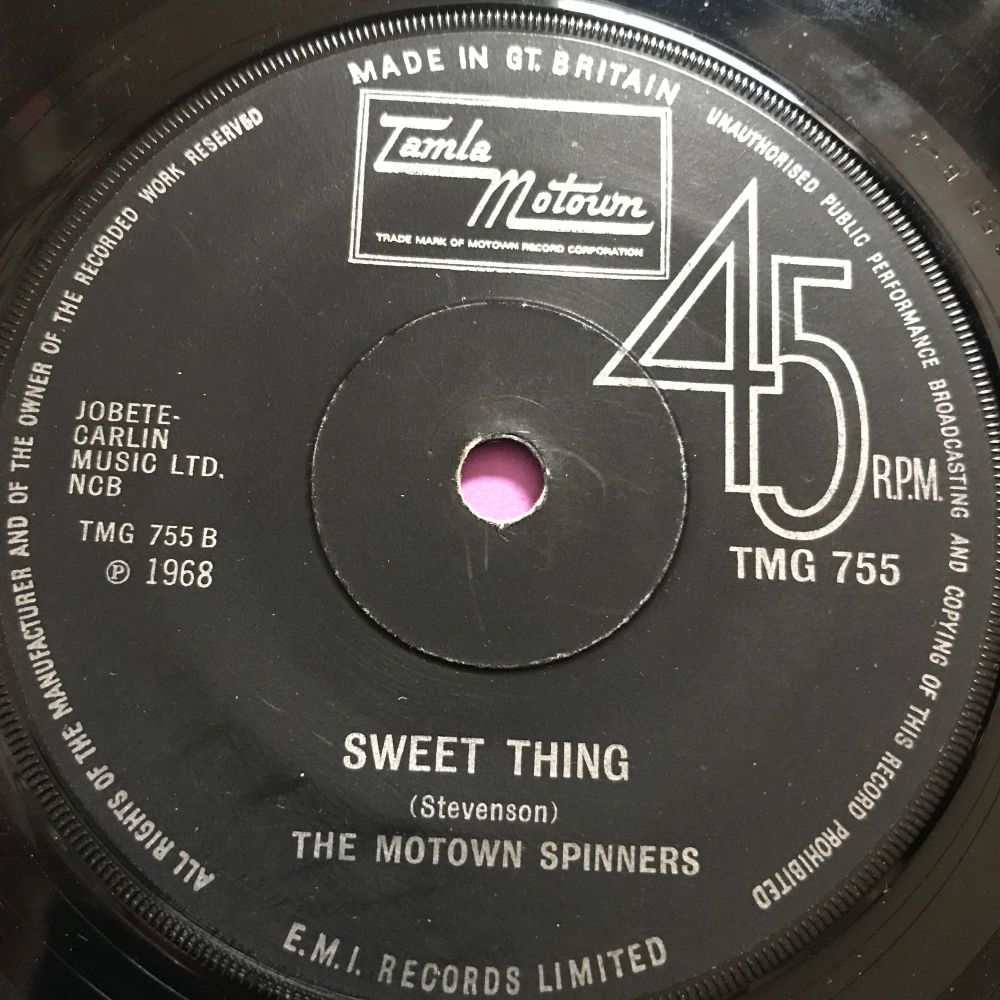 MADE IN GT. BRITAIN
Tamla
Motown
TRADE MARK OF MOTOWN RECORD CORPORATION
UNAUTHORISED PUBLIC PERFORMANCE BROADCASTING AND COPYING OF THIS RECORD PROHIBITED
45
R.P.M.
TMG 755
JOBETE-
CARLIN
MUSIC LTD.
NCB
TMG 755 B
℗ 1968
SWEET THING
(Stevenson)
THE MOTOWN SPINNERS
E.M.I. RECORDS LIMITED
ALL RIGHTS OF THE MANUFACTURER AND OF THE OWNER OF THE RECORDED WORK RESERVED